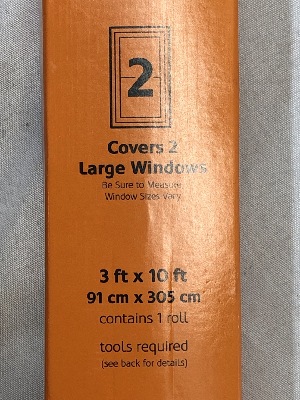 2
Covers 2
Large Windows
Be Sure to Measure
Window Sizes Vary
3 ft x 10 ft
91 cm x 305 cm
contains 1 roll
tools required
(see back for details)